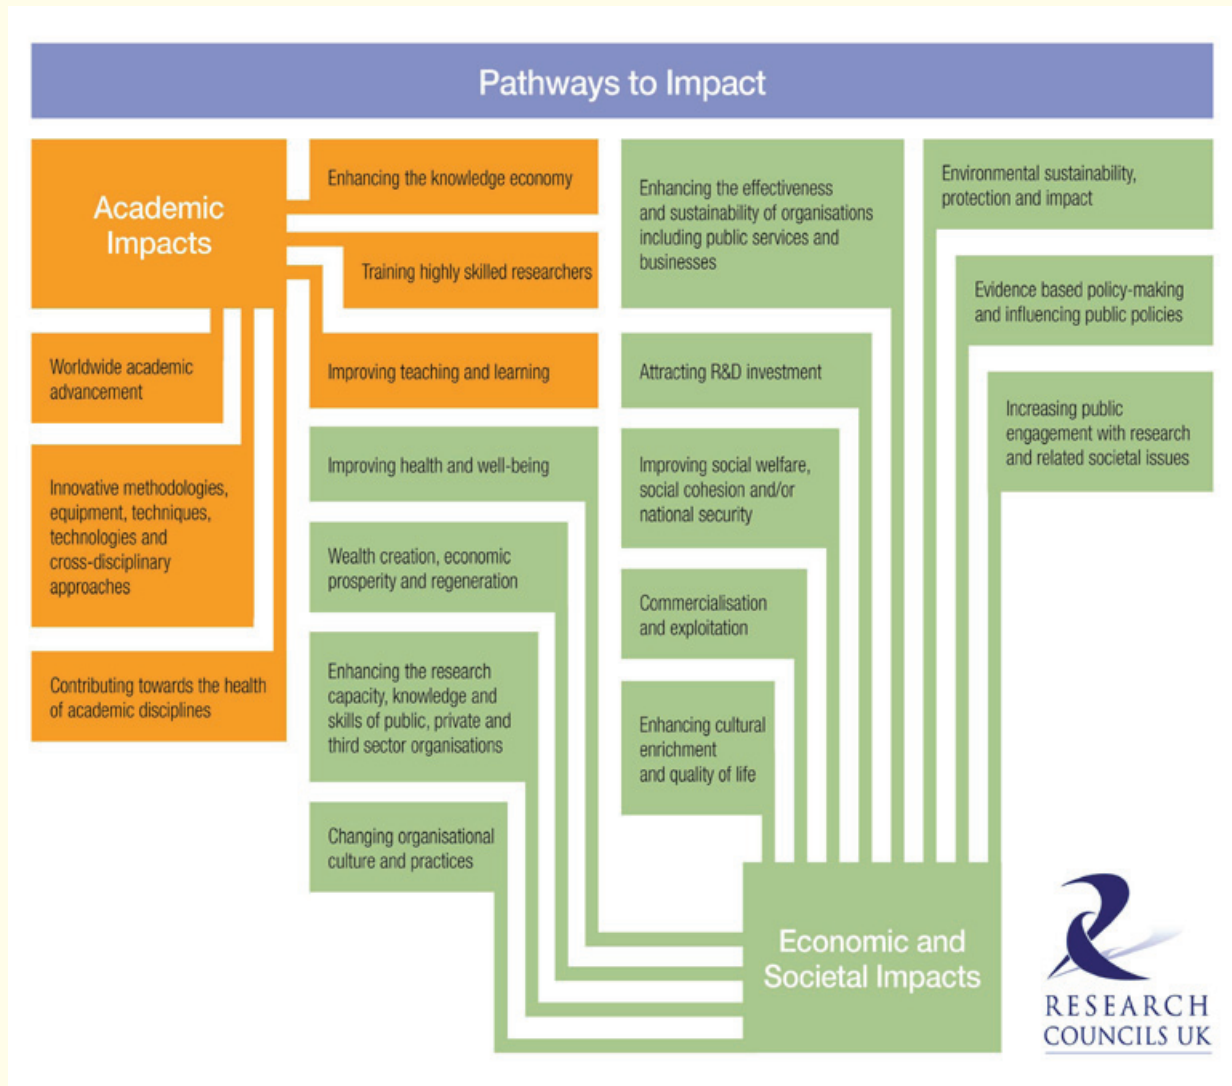 Pathways to Impact
Academic
Impacts
Enhancing the knowledge economy
Training highly skilled researchers
Improving teaching and learning
Worldwide academic
advancement
Innovative methodologies,
equipment, techniques,
technologies and
cross-disciplinary
approaches
Contributing towards the health
of academic disciplines
Improving health and well-being
Wealth creation, economic
prosperity and regeneration
Enhancing the research
capacity, knowledge and
skills of public, private and
third sector organisations
Changing organisational
culture and practices
Enhancing the effectiveness
and sustainability of organisations
including public services and
businesses
Attracting R&D investment
Improving social welfare,
social cohesion and/or
national security
Commercialisation
and exploitation
Enhancing cultural
enrichment
and quality of life
Environmental sustainability,
protection and impact
Evidence based policy-making
and influencing public policies
Increasing public
engagement with research
and related societal issues
Economic and
Societal Impacts
RESEARCH
COUNCILS UK